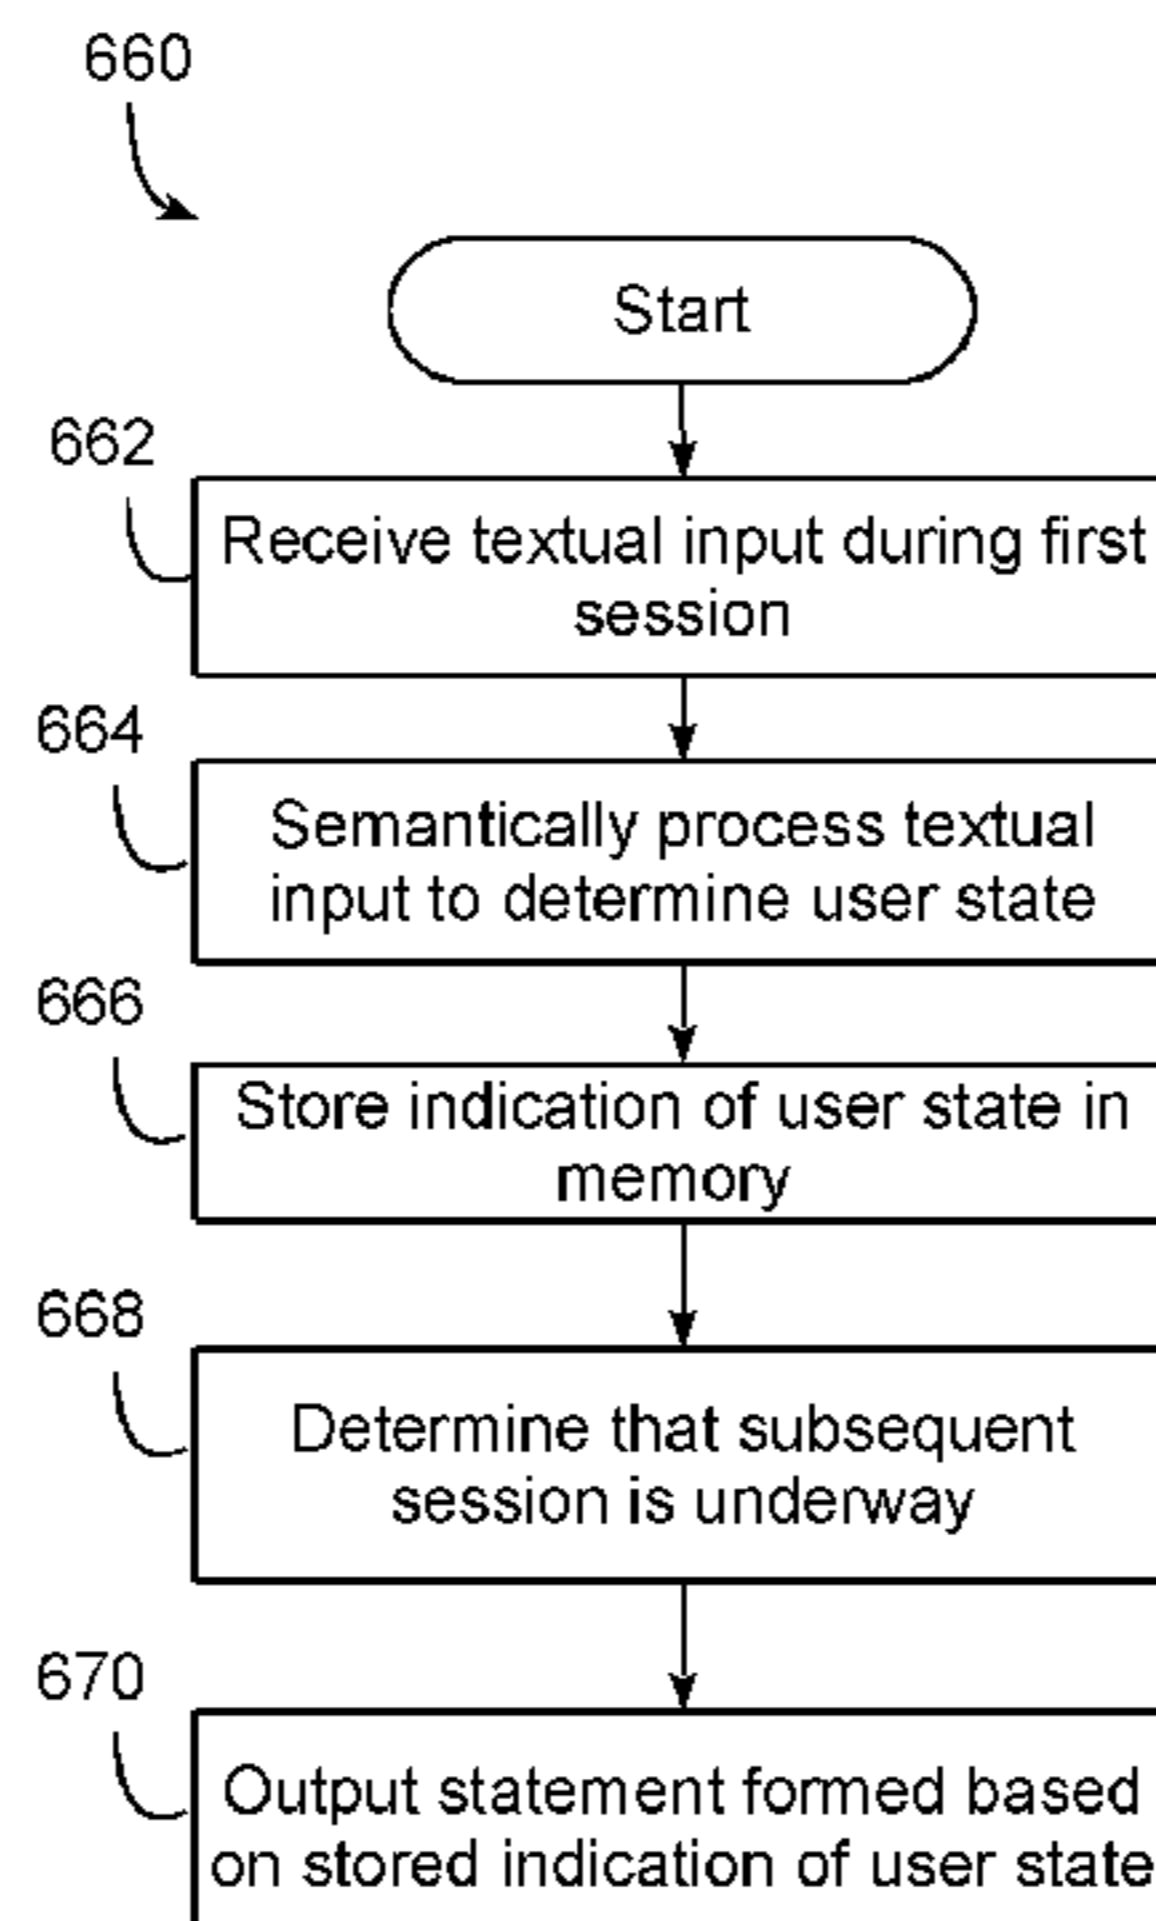 660
Start
662
Receive textual input during first
session
664
Semantically process textual
input to determine user state
666
Store indication of user state in
memory
668
Determine that subsequent
session is underway
670
Output statement formed based
on stored indication of user state